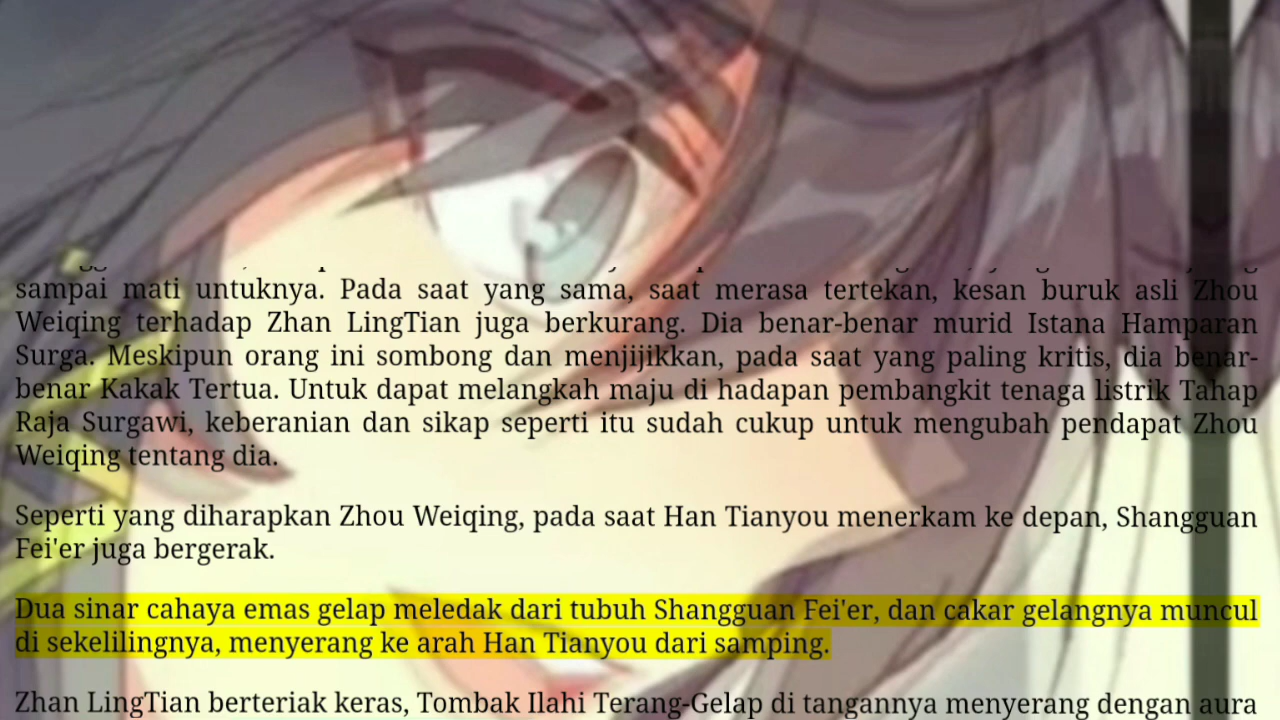 sampai mati untuknya. Pada saat yang sama, saat merasa tertekan, kesan buruk asli Zhou
Weiqing terhadap Zhan LingTian juga berkurang. Dia benar-benar murid Istana Hamparan
Surga. Meskipun orang ini sombong dan menjijikkan, pada saat yang paling kritis, dia benar-
benar Kakak Tertua. Untuk dapat melangkah maju di hadapan pembangkit tenaga listrik Tahap
Raja Surgawi, keberanian dan sikap seperti itu sudah cukup untuk mengubah pendapat Zhou
Weiqing tentang dia.
Seperti yang diharapkan Zhou Weiqing, pada saat Han Tianyou menerkam ke depan, Shangguan
Fei'er juga bergerak.
Dua sinar cahaya emas gelap meledak dari tubuh Shangguan Fei'er, dan cakar gelangnya muncul
di sekelilingnya, menyerang ke arah Han Tianyou dari samping.
Zhan LingTian berteriak keras, Tombak Ilahi Terang-Gelap di tangannya menyerang dengan aura